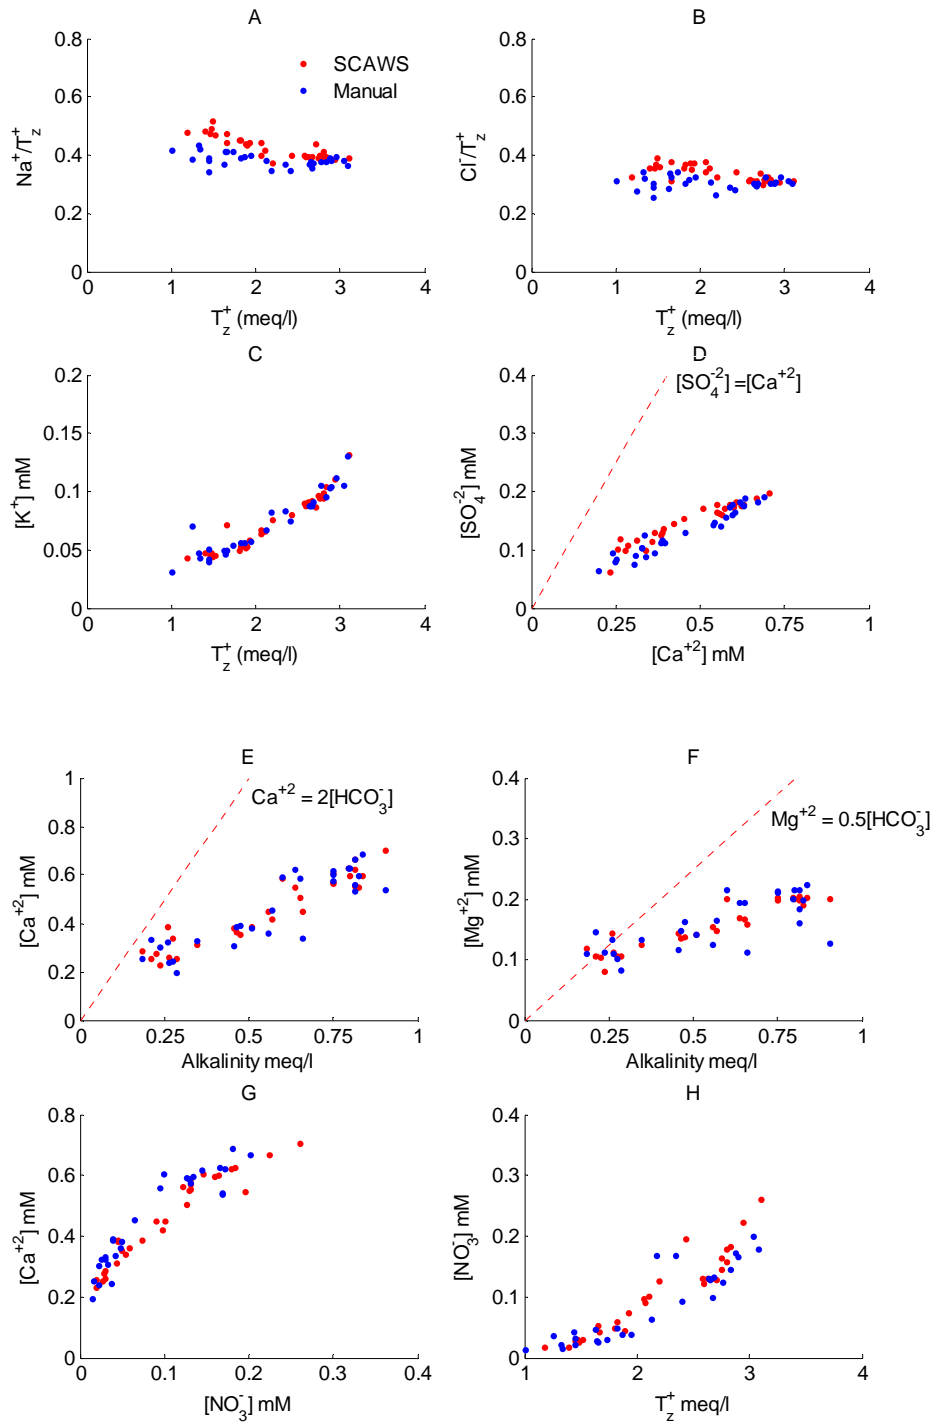 A
0.8
0.6
0.4
0.2
0
Na⁺/T_z⁺
SCAWS
Manual
0 1 2 3 4
T_z⁺ (meq/l)
B
0.8
0.6
0.4
0.2
0
Cl⁻/T_z⁺
0 1 2 3 4
T_z⁺ (meq/l)
C
0.2
0.15
0.1
0.05
0
[K⁺] mM
0 1 2 3 4
T_z⁺ (meq/l)
D
0.4
0.3
0.2
0.1
0
[SO₄⁻²] mM
[SO₄⁻²] =[Ca⁺²]
0 0.25 0.5 0.75 1
[Ca⁺²] mM
E
1
0.8
0.6
0.4
0.2
0
[Ca⁺²] mM
Ca⁺² = 2[HCO₃⁻]
0 0.25 0.5 0.75 1
Alkalinity meq/l
F
0.4
0.3
0.2
0.1
0
[Mg⁺²] mM
Mg⁺² = 0.5[HCO₃⁻]
0 0.25 0.5 0.75 1
Alkalinity meq/l
G
0.8
0.6
0.4
0.2
0
[Ca⁺²] mM
0 0.1 0.2 0.3 0.4
[NO₃⁻] mM
H
0.4
0.3
0.2
0.1
0
[NO₃⁻] mM
1 2 3 4
T_z⁺ meq/l